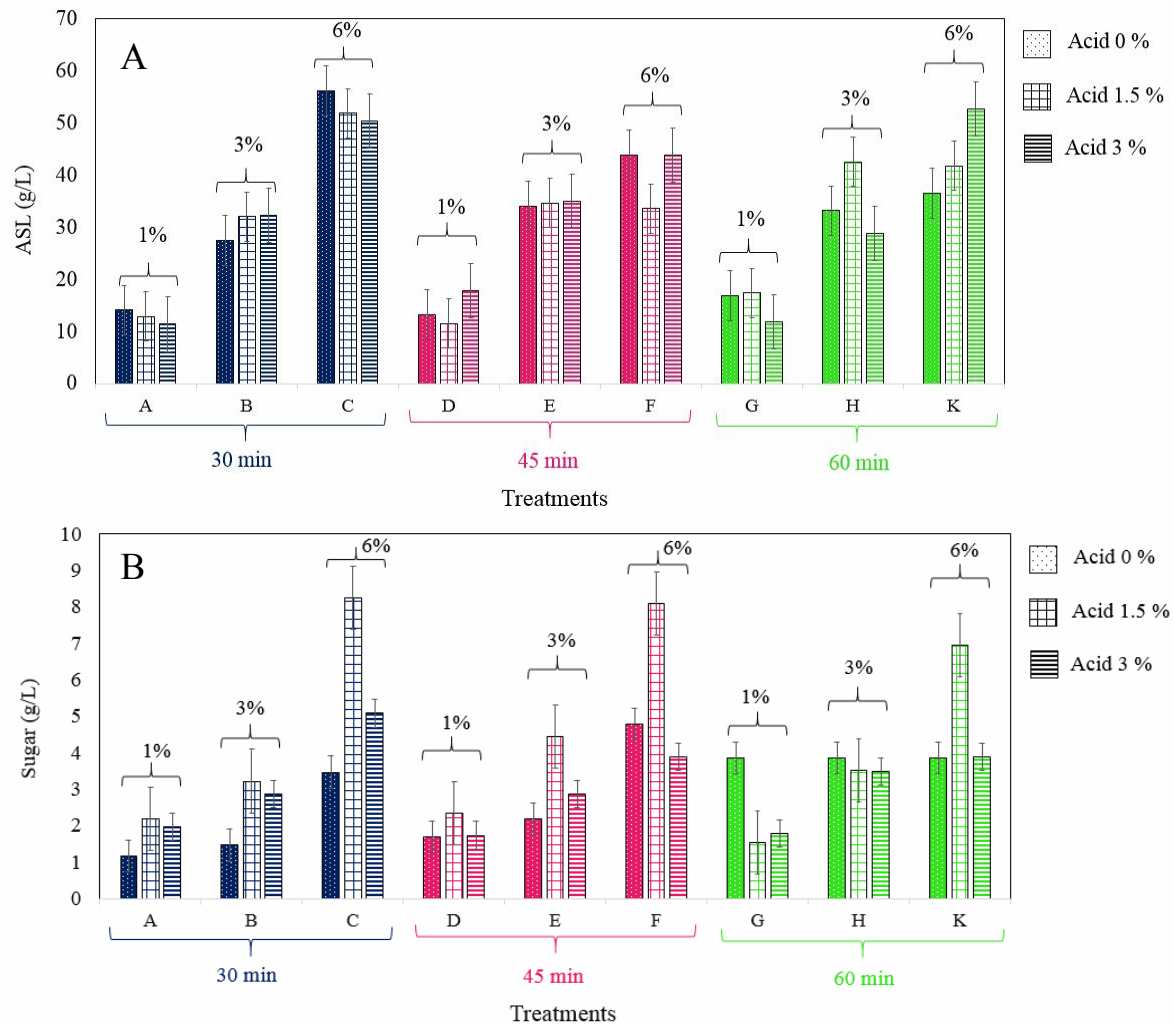 A
70
60
50
40
30
20
10
0
ASL (g/L)
1%
3%
6%
1%
3%
6%
1%
3%
6%
Acid 0 %
Acid 1.5 %
Acid 3 %
A B C D E F G H K
30 min 45 min 60 min
Treatments
B
10
9
8
7
6
5
4
3
2
1
0
Sugar (g/L)
1%
3%
6%
1%
3%
6%
1%
3%
6%
Acid 0 %
Acid 1.5 %
Acid 3 %
A B C D E F G H K
30 min 45 min 60 min
Treatments